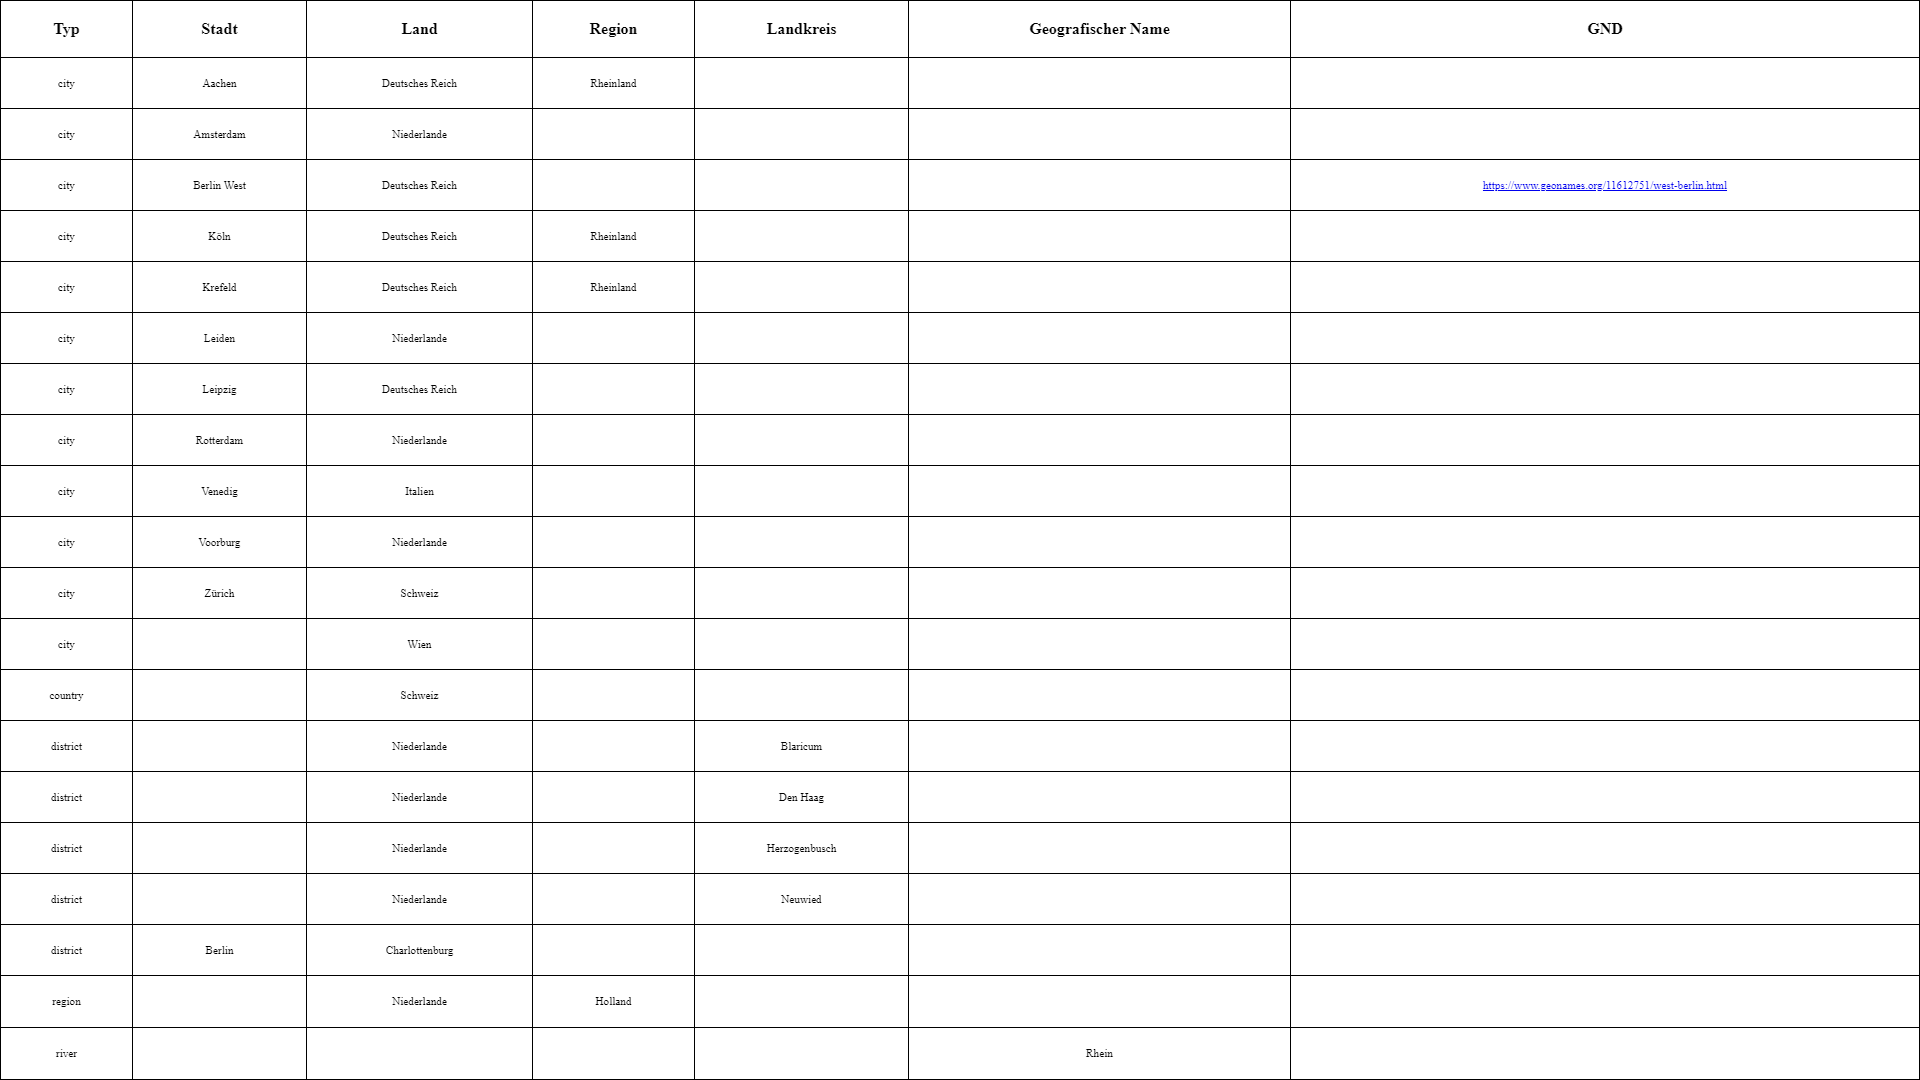 Typ Stadt Land Region Landkreis Geografischer Name GND
city Aachen Deutsches Reich Rheinland
city Amsterdam Niederlande
city Berlin West Deutsches Reich https://www.geonames.org/11612751/west-berlin.html
city Köln Deutsches Reich Rheinland
city Krefeld Deutsches Reich Rheinland
city Leiden Niederlande
city Leipzig Deutsches Reich
city Rotterdam Niederlande
city Venedig Italien
city Voorburg Niederlande
city Zürich Schweiz
city Wien
country Schweiz
district Niederlande Blaricum
district Niederlande Den Haag
district Niederlande Herzogenbusch
district Niederlande Neuwied
district Berlin Charlottenburg
region Niederlande Holland
river Rhein